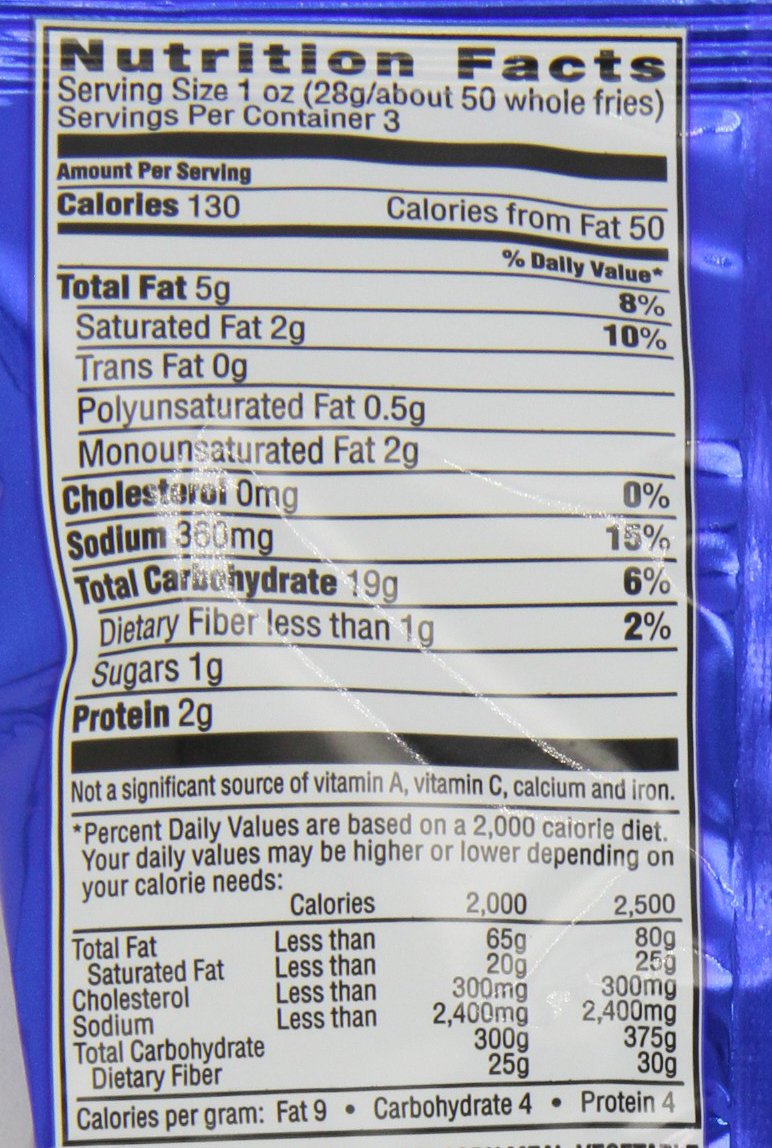 Nutrition Facts
Serving Size 1 oz (28g/about 50 whole fries)
Servings Per Container 3
Amount Per Serving
Calories 130 Calories from Fat 50
% Daily Value*
Total Fat 5g 8%
Saturated Fat 2g 10%
Trans Fat 0g
Polyunsaturated Fat 0.5g
Monounsaturated Fat 2g
Cholesterol 0mg 0%
Sodium 360mg 15%
Total Carbohydrate 19g 6%
Dietary Fiber less than 1g 2%
Sugars 1g
Protein 2g
Not a significant source of vitamin A, vitamin C, calcium and iron.
*Percent Daily Values are based on a 2,000 calorie diet.
Your daily values may be higher or lower depending on
your calorie needs:
Calories 2,000 2,500
Total Fat Less than 65g 80g
Saturated Fat Less than 20g 25g
Cholesterol Less than 300mg 300mg
Sodium Less than 2,400mg 2,400mg
Total Carbohydrate 300g 375g
Dietary Fiber 25g 30g
Calories per gram: Fat 9 • Carbohydrate 4 • Protein 4